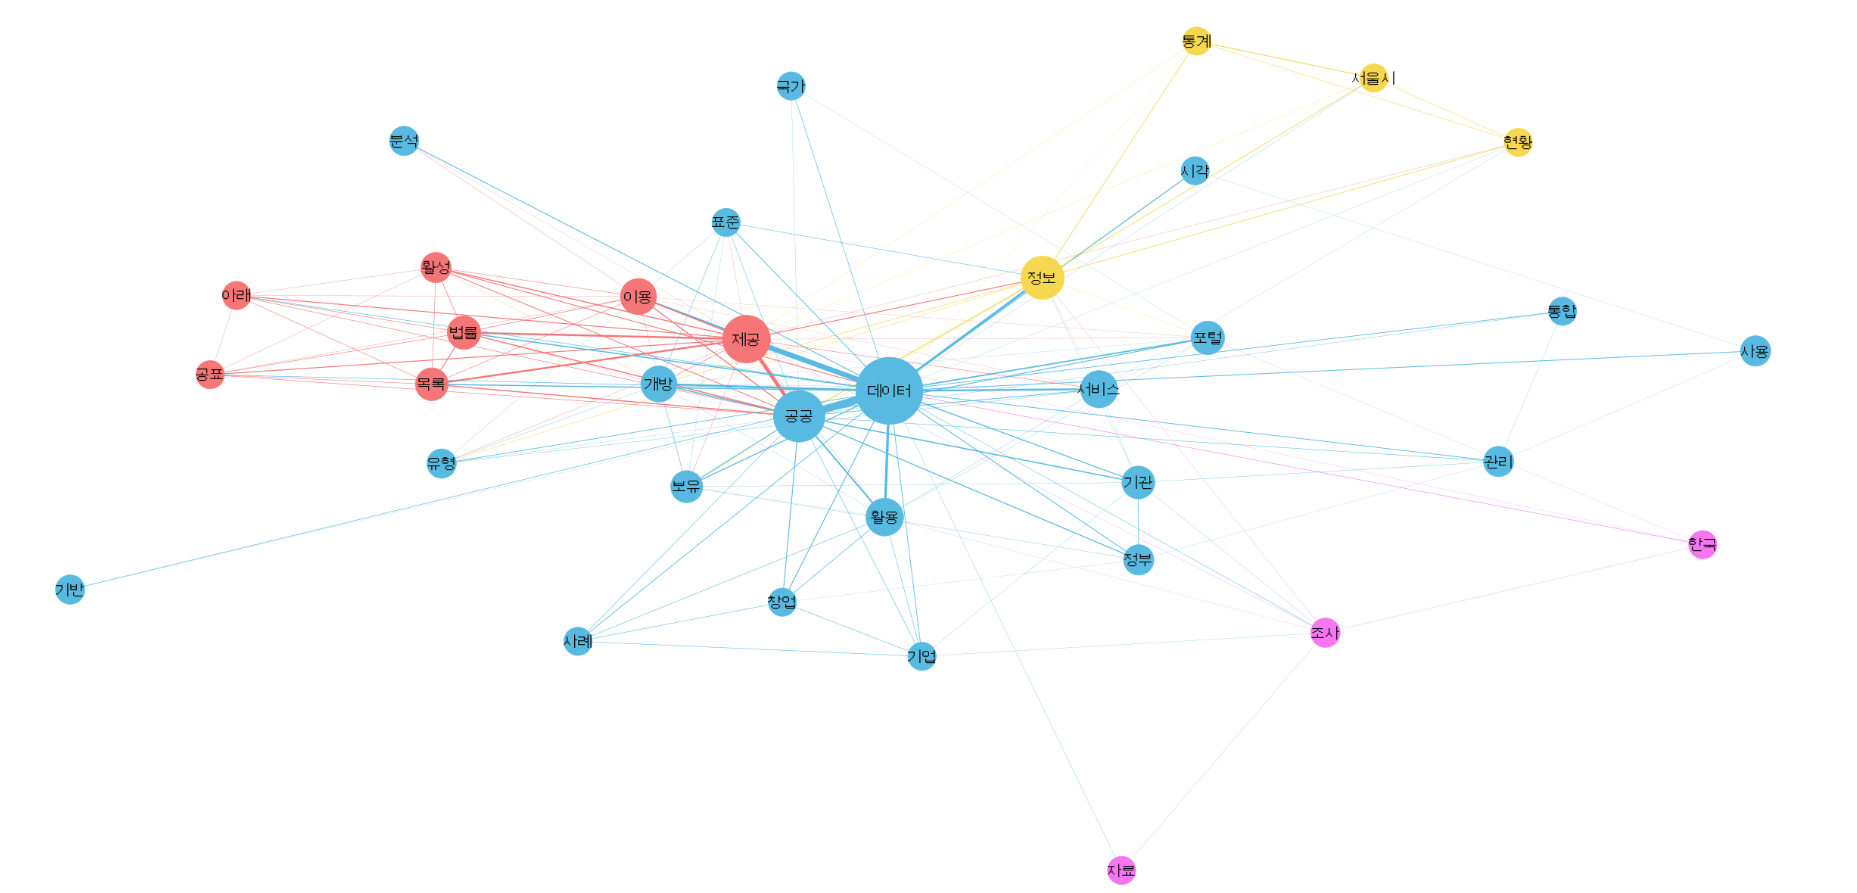 통계
서울시
국가
분석
현황
시각
표준
활성
정보
아래
이용
통합
법률
제공
포털
사용
공표
목록
개방
데이터
서비스
공공
유형
관리
보유
기관
활용
한국
정부
기반
창업
조사
사례
기업
자료